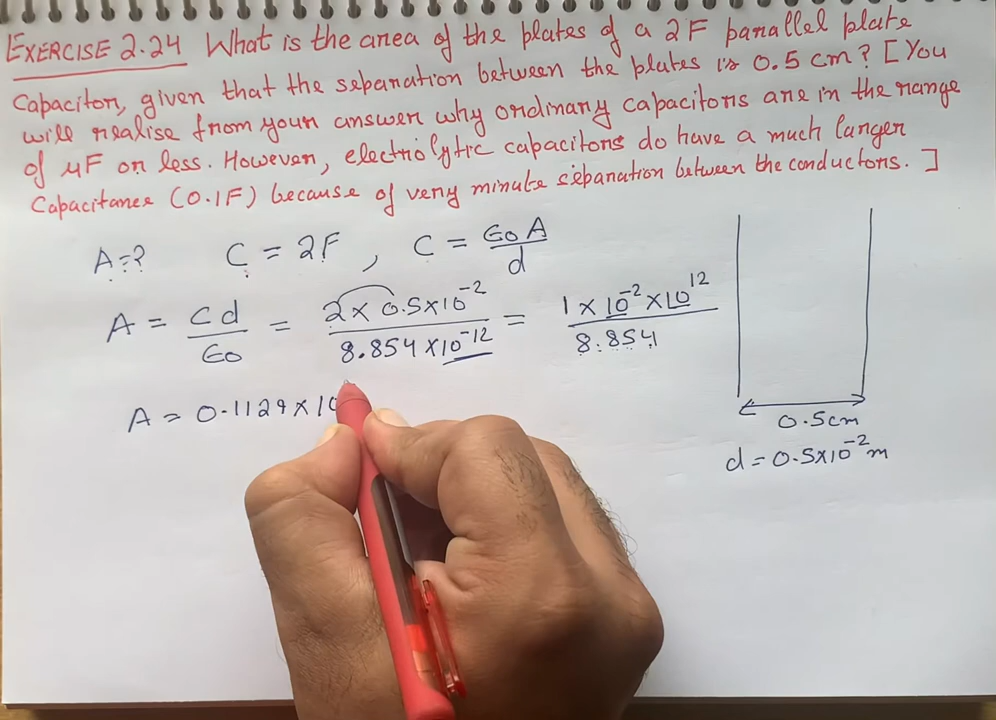 EXERCISE 2.24 What is the area of the plates of a 2F parallel plate
capacitor, given that the separation between the plates is 0.5 cm? [You
will realise from your answer why ordinary capacitors are in the range
of μF or less. However, electrolytic capacitors do have a much larger
Capacitance (0.1F) because of very minute separation between the conductors.]
A=? C = 2F, C = ∈0 A / d
A = Cd / ∈0 = 2 × 0.5×10⁻² / 8.854 ×10⁻¹² = 1 × 10⁻² × 10¹² / 8.854
A = 0.1129 × 10
0.5cm
d = 0.5×10⁻² m